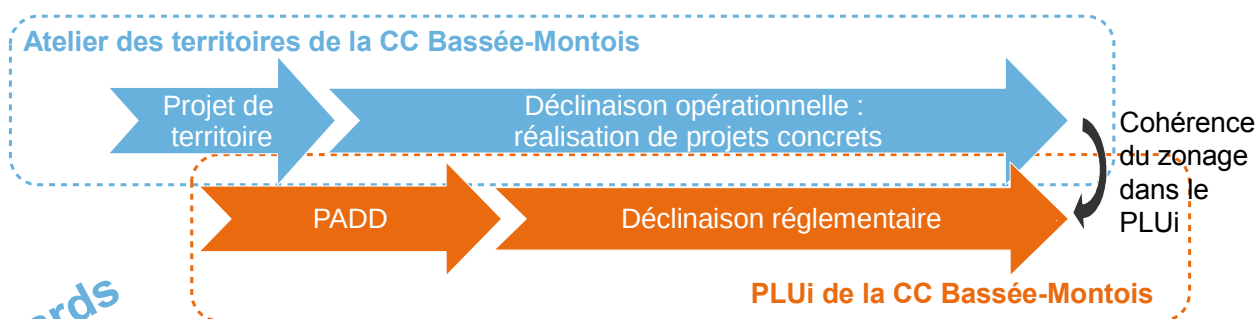 Atelier des territoires de la CC Bassée-Montois
Projet de
territoire
Déclinaison opérationnelle :
réalisation de projets concrets
Cohérence
du zonage
dans le
PLUi
PADD
Déclinaison réglementaire
PLUi de la CC Bassée-Montois